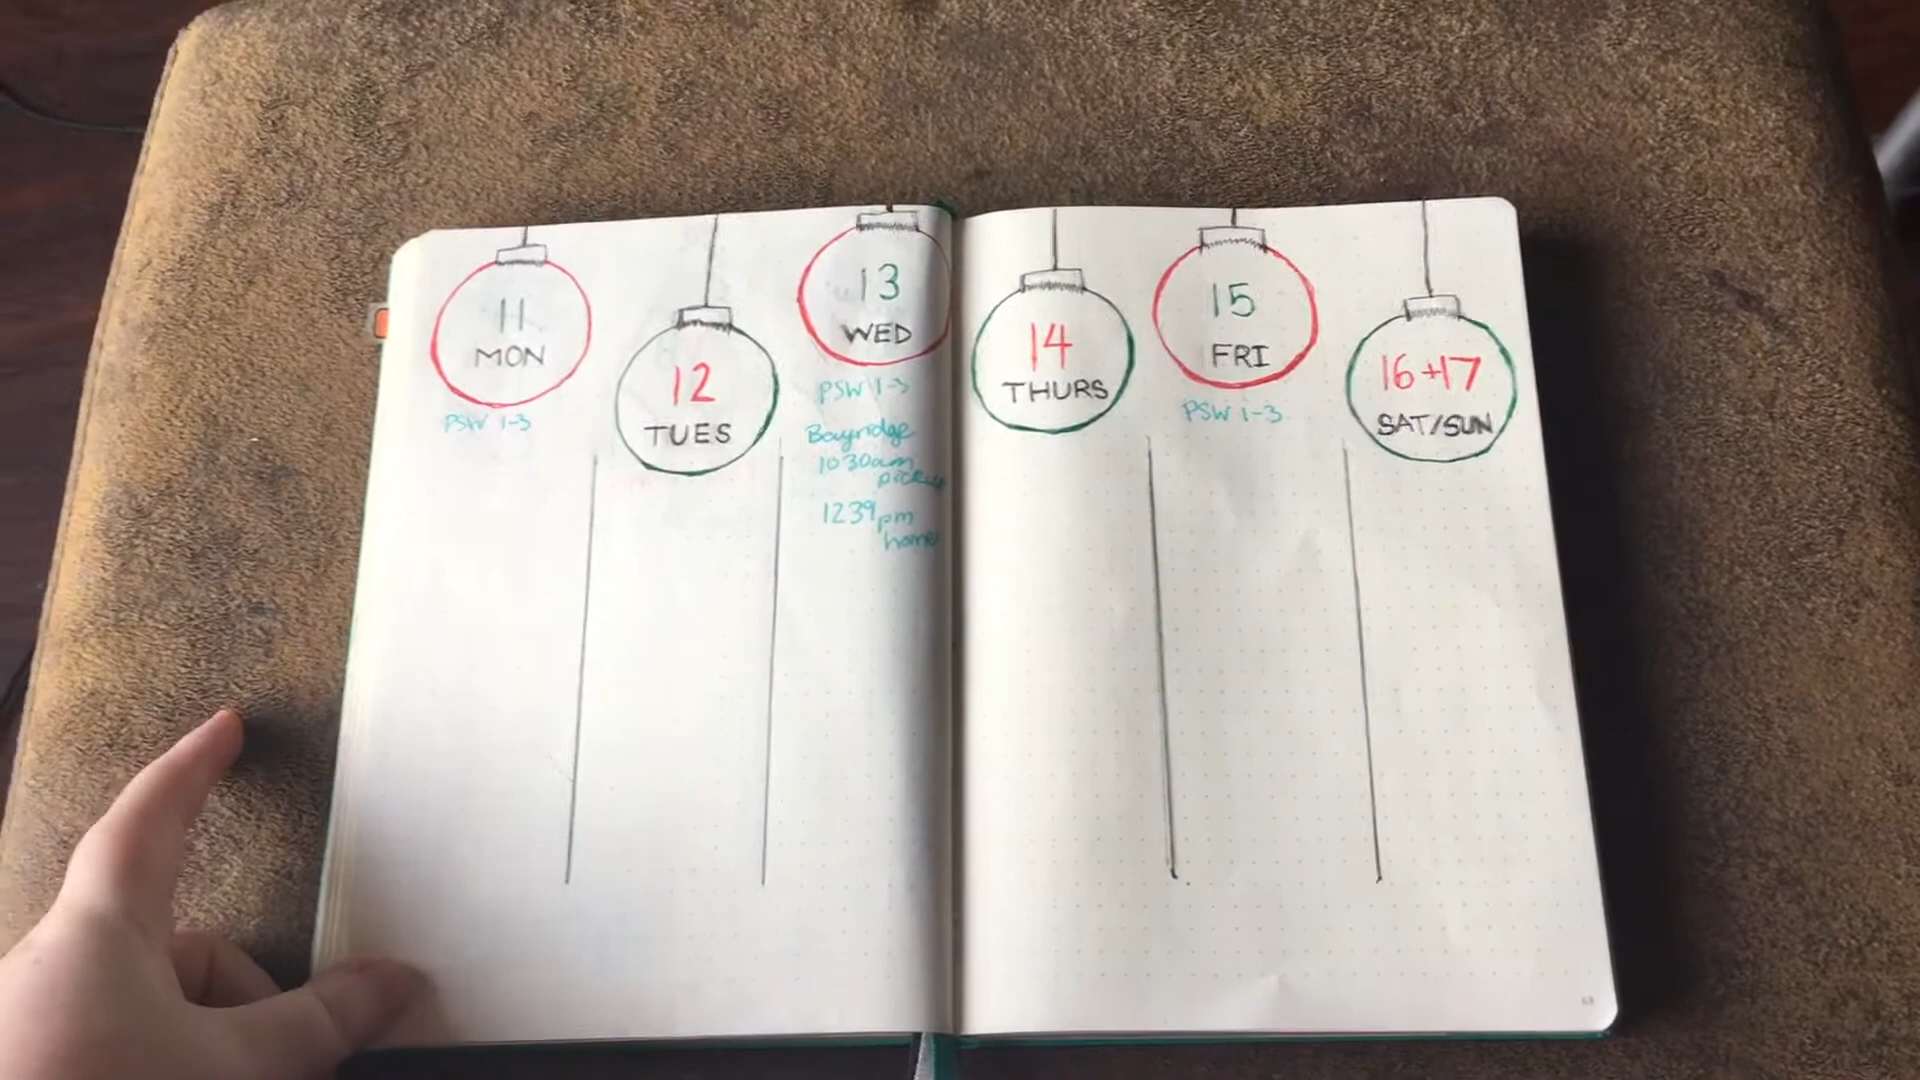 11
MON
PSW 1-3
12
TUES
13
WED
PSW 1-3
Bayridge
1030am
pickup
1239pm
home
14
THURS
15
FRI
PSW 1-3
16+17
SAT/SUN